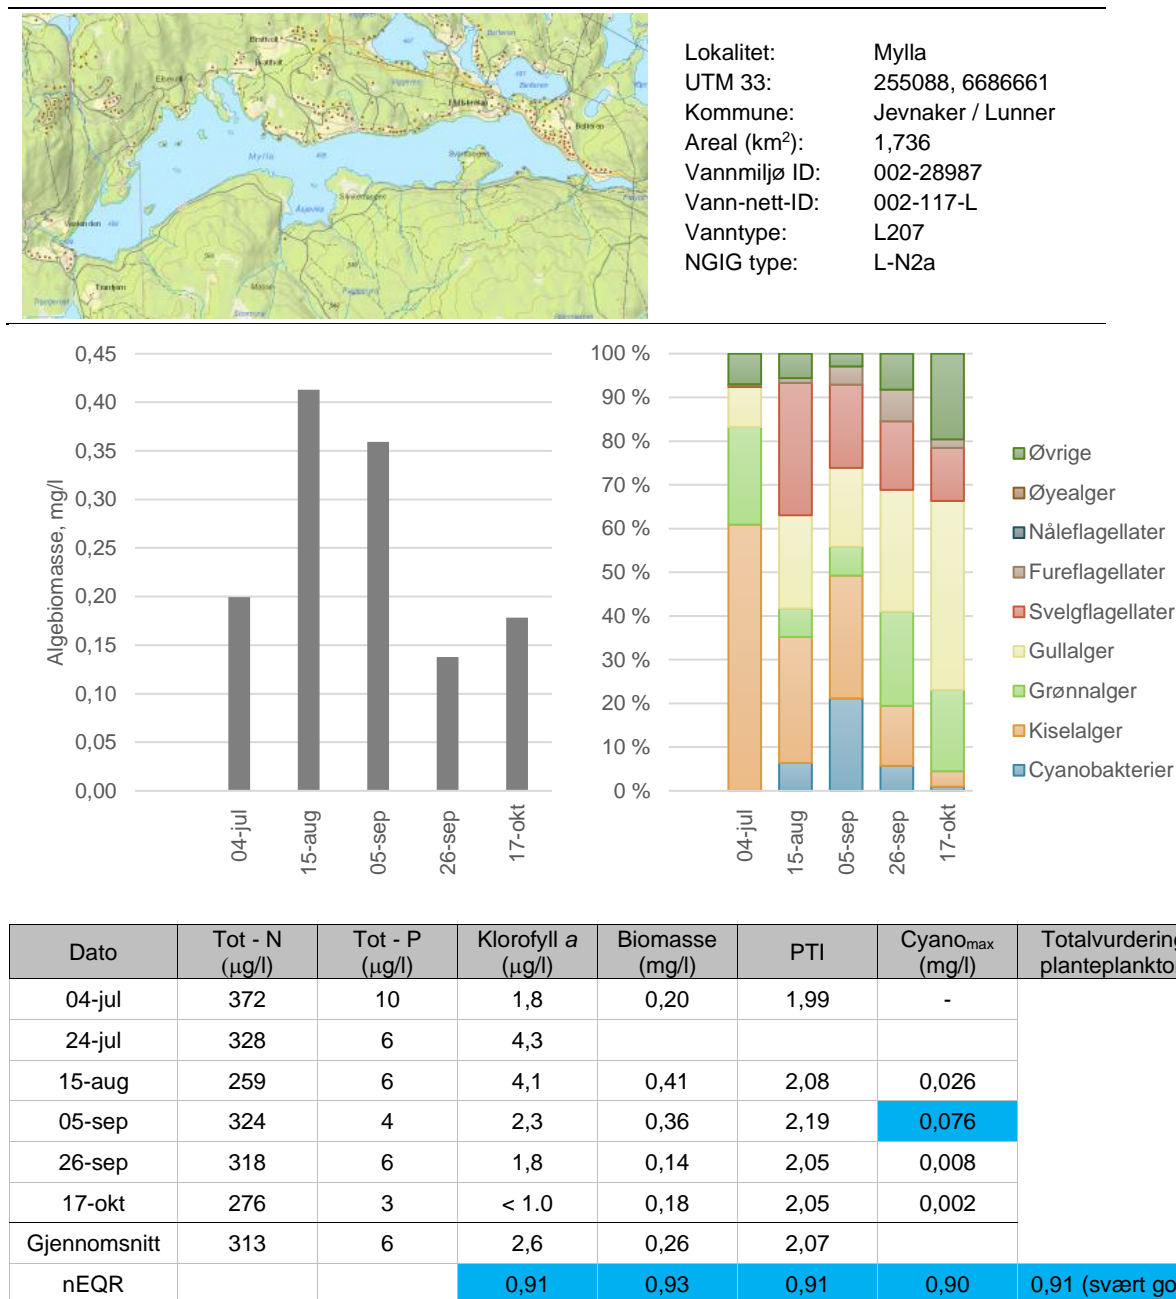 Lokalitet: Mylla
UTM 33: 255088, 6686661
Kommune: Jevnaker / Lunner
Areal (km²): 1,736
Vannmiljø ID: 002-28987
Vann-nett-ID: 002-117-L
Vanntype: L207
NGIG type: L-N2a
Brattvoll
Mylla
Svartangen
0,45
0,40
0,35
0,30
0,25
0,20
0,15
0,10
0,05
0,00
Algebiomasse, mg/l
04-jul
15-aug
05-sep
26-sep
17-okt
100 %
90 %
80 %
70 %
60 %
50 %
40 %
30 %
20 %
10 %
0 %
04-jul
15-aug
05-sep
26-sep
17-okt
Øvrige
Øyealger
Nåleflagellater
Fureflagellater
Svelgflagellater
Gullalger
Grønnalger
Kiselalger
Cyanobakterier
Dato Tot - N (µg/l) Tot - P (µg/l) Klorofyll a (µg/l) Biomasse (mg/l) PTI Cyanomax (mg/l) Totalvurdering planteplankto
04-jul 372 10 1,8 0,20 1,99 -
24-jul 328 6 4,3
15-aug 259 6 4,1 0,41 2,08 0,026
05-sep 324 4 2,3 0,36 2,19 0,076
26-sep 318 6 1,8 0,14 2,05 0,008
17-okt 276 3 < 1.0 0,18 2,05 0,002
Gjennomsnitt 313 6 2,6 0,26 2,07
nEQR 0,91 0,93 0,91 0,90 0,91 (svært go